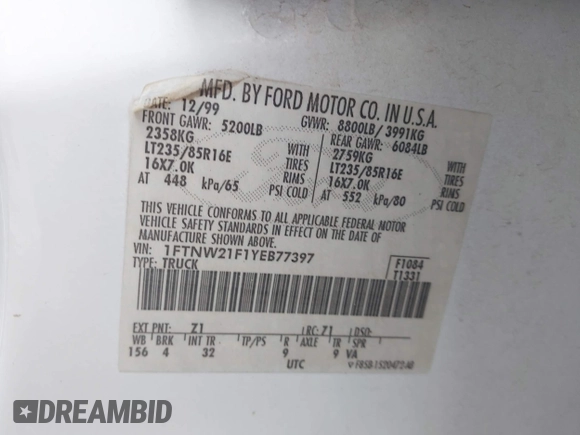 MFD. BY FORD MOTOR CO. IN U.S.A.
DATE: 12/99 GVWR: 8800LB/ 3991KG
FRONT GAWR: 5200LB REAR GAWR: 6084LB
2358KG WITH 2759KG WITH
LT235/85R16E TIRES LT235/85R16E TIRES
16X7.0K RIMS 16X7.0K RIMS
AT 448 kPa/65 PSI COLD AT 552 kPa/80 PSI COLD
THIS VEHICLE CONFORMS TO ALL APPLICABLE FEDERAL MOTOR
VEHICLE SAFETY STANDARDS IN EFFECT ON THE DATE OF
MANUFACTURE SHOWN ABOVE.
VIN: 1FTNW21F1YEB77397 F1084
TYPE: TRUCK T1331
EXT PNT: Z1 RC: Z1 DSO:
WB BRK INT TR TP/PS R AXLE TR SPR
156 4 32 9 9 VA
UTC F85B-1520472-AB
DREAMBID